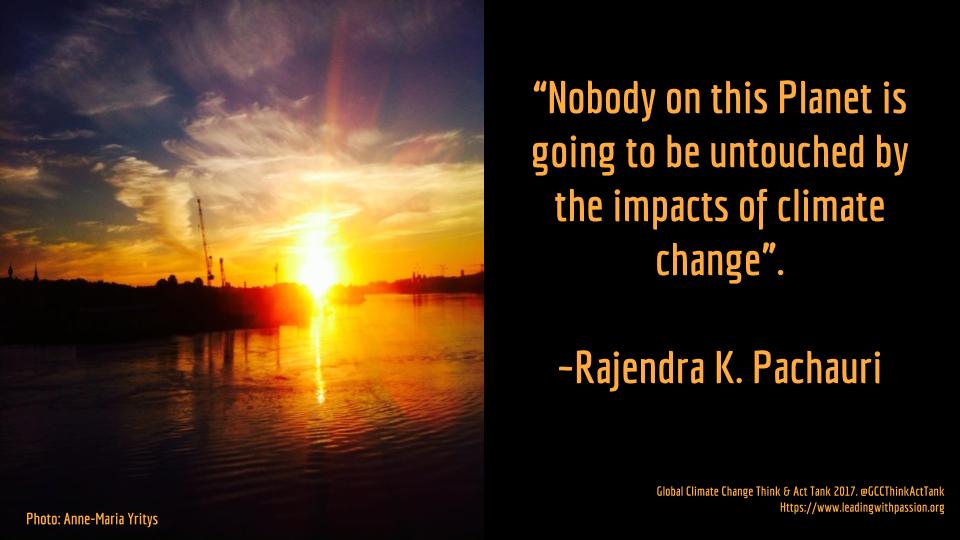 “Nobody on this Planet is
going to be untouched by
the impacts of climate
change”.
–Rajendra K. Pachauri
Global Climate Change Think & Act Tank 2017. @GCCThinkActTank
Https://www.leadingwithpassion.org
Photo: Anne-Maria Yritys